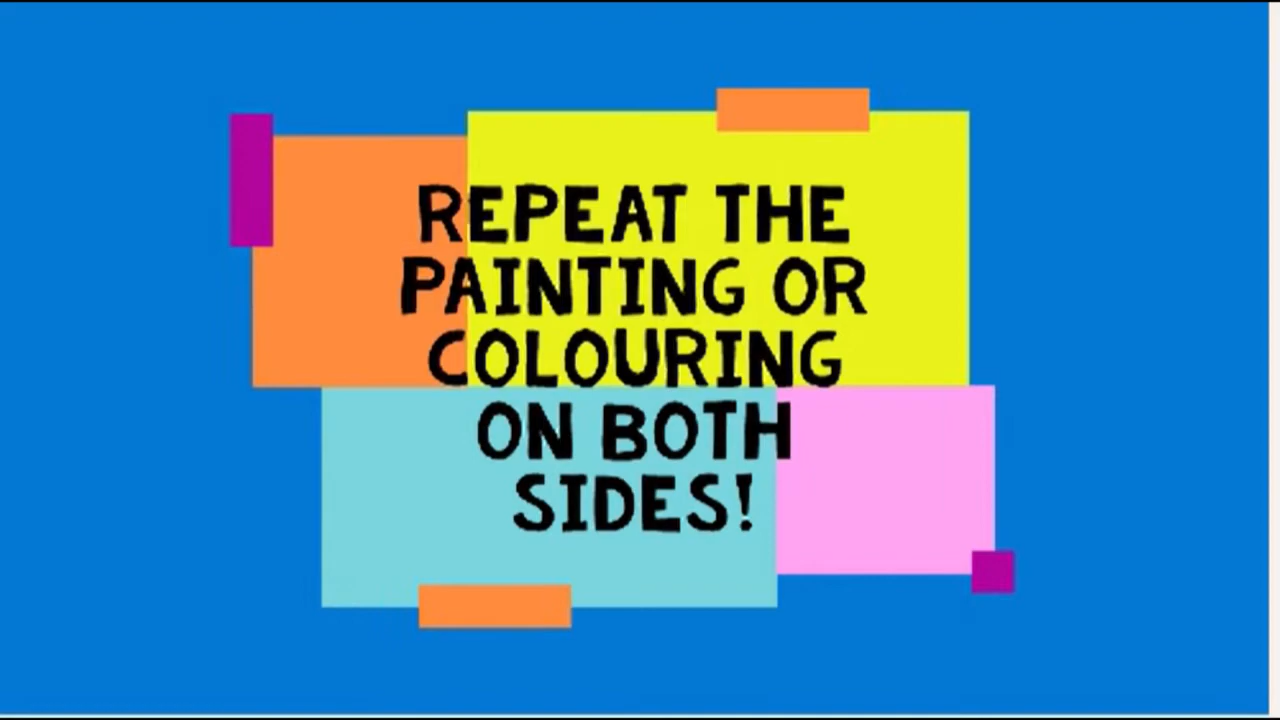 REPEAT THE
PAINTING OR
COLOURING
ON BOTH
SIDES!